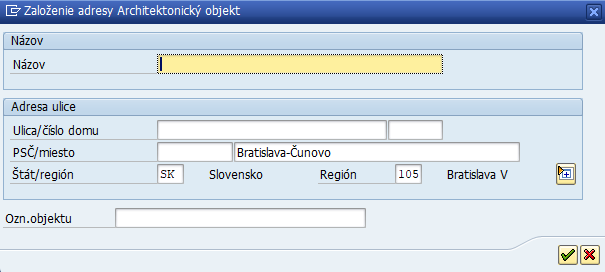 Založenie adresy Architektonický objekt
Názov
Názov
Adresa ulice
Ulica/číslo domu
PSČ/miesto Bratislava-Čunovo
Štát/región SK Slovensko Región 105 Bratislava V
Ozn.objektu